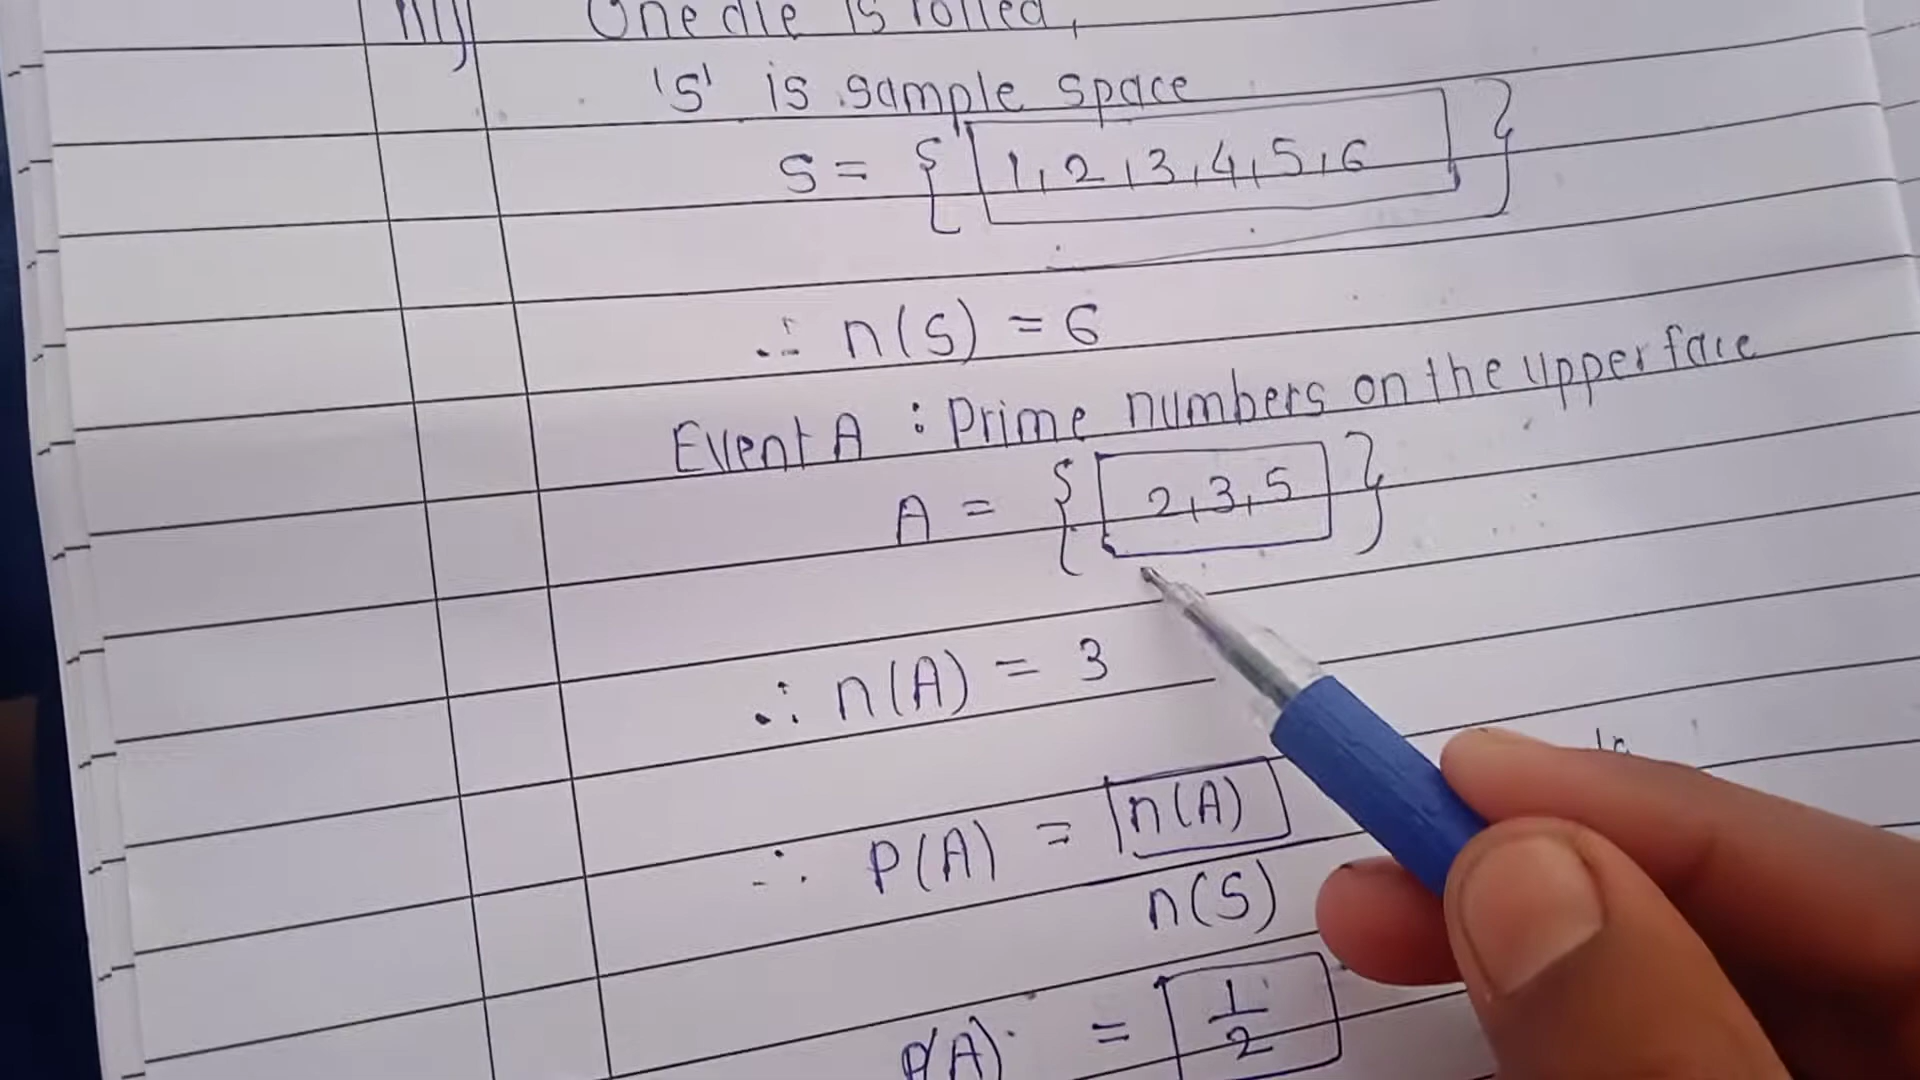 iii) One die is rolled,
'S' is sample space
S = { 1, 2, 3, 4, 5, 6 }
∴ n(S) = 6
Event A : Prime numbers on the upper face
A = { 2, 3, 5 }
∴ n(A) = 3
∴ P(A) = n(A)
n(S)
P(A) = 1/2